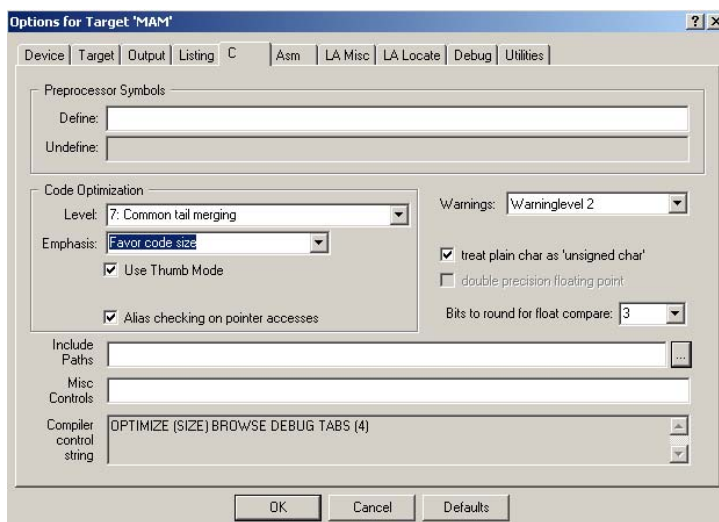 Options for Target 'MAM'
Device Target Output Listing C Asm LA Misc LA Locate Debug Utilities
Preprocessor Symbols
Define:
Undefine:
Code Optimization
Level: 7: Common tail merging
Emphasis: Favor code size
Use Thumb Mode
Alias checking on pointer accesses
Warnings: Warninglevel 2
treat plain char as 'unsigned char'
double precision floating point
Bits to round for float compare: 3
Include
Paths
...
Misc
Controls
Compiler
control
string
OPTIMIZE (SIZE) BROWSE DEBUG TABS (4)
OK Cancel Defaults